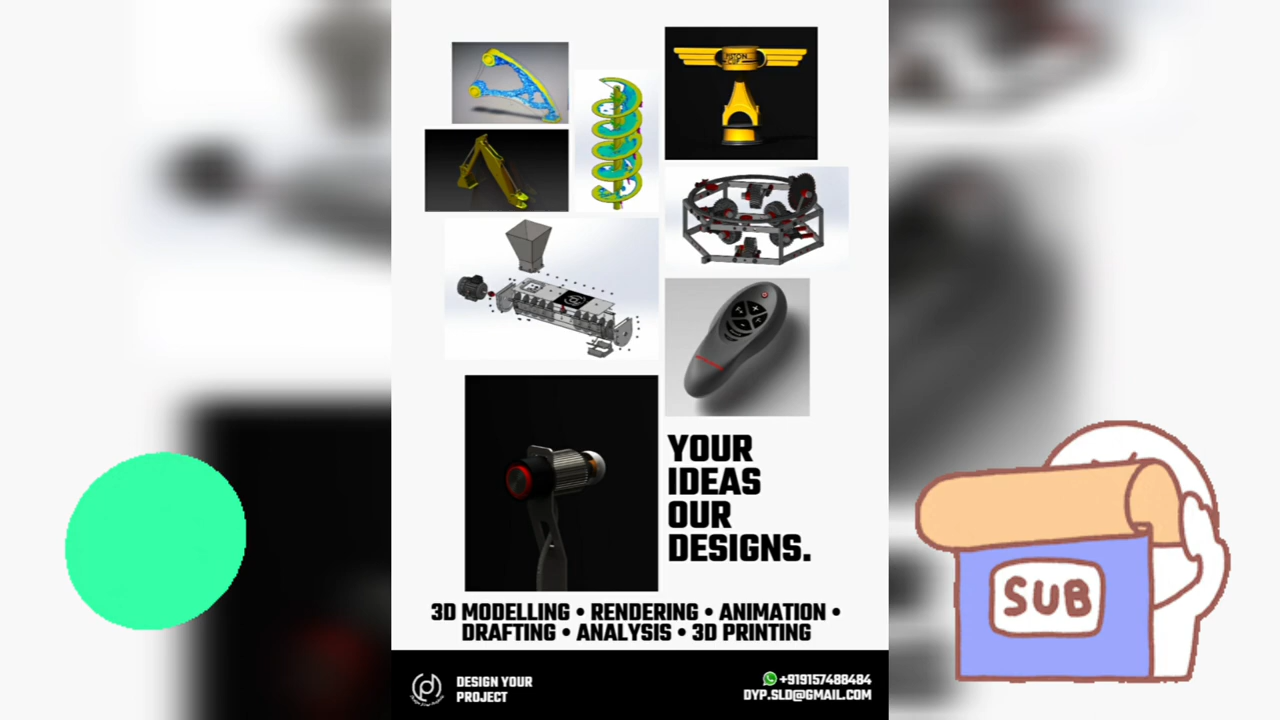 YOUR
IDEAS
OUR
DESIGNS.
3D MODELLING • RENDERING • ANIMATION •
DRAFTING • ANALYSIS • 3D PRINTING
DESIGN YOUR
PROJECT
+919157488484
DYP.SLD@GMAIL.COM
SUB